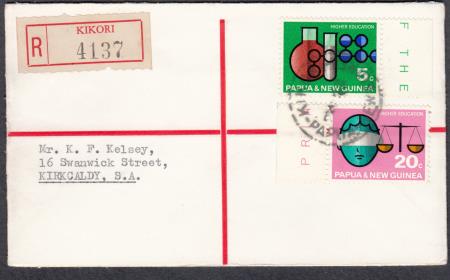 KIKORI
R 4137
HIGHER EDUCATION
5c
PAPUA & NEW GUINEA
F THE
HIGHER EDUCATION
20c
PAPUA & NEW GUINEA
P R
Mr. K. F. Kelsey,
16 Swanwick Street,
KIRKCALDY, S.A.